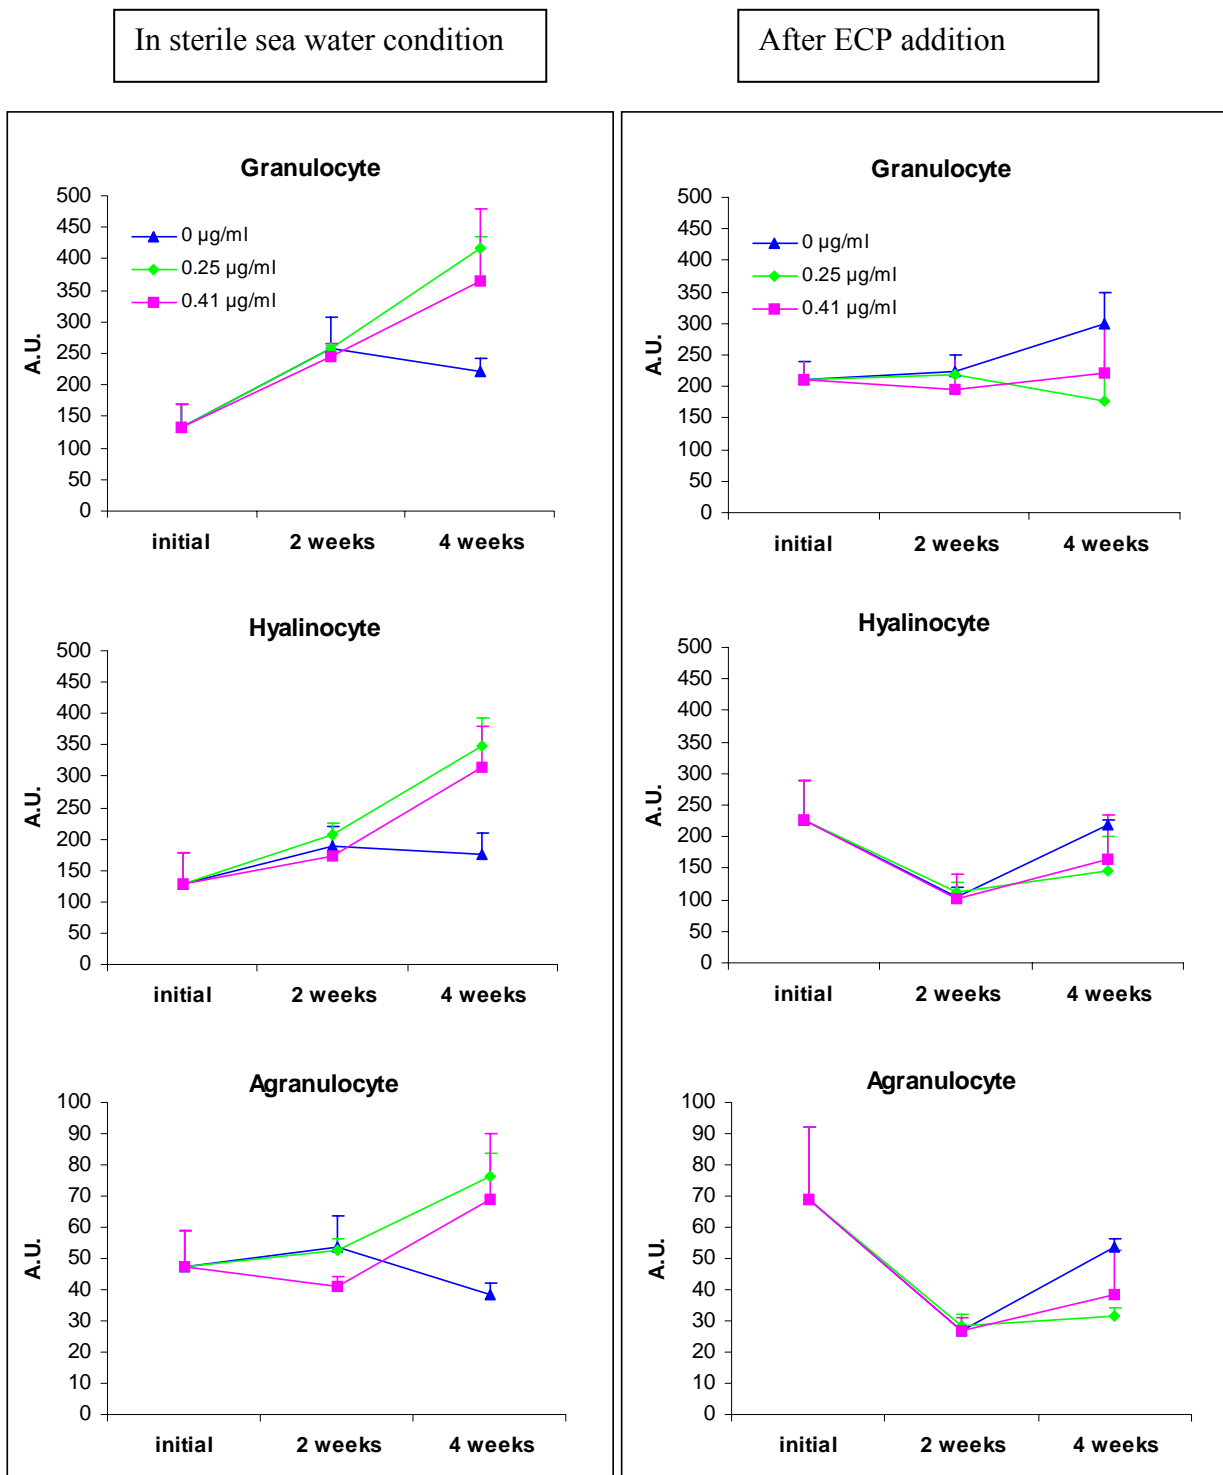 In sterile sea water condition
After ECP addition
Granulocyte
500
450
400
350
300
250
200
150
100
50
0
A.U.
0 µg/ml
0.25 µg/ml
0.41 µg/ml
initial 2 weeks 4 weeks
Hyalinocyte
500
450
400
350
300
250
200
150
100
50
0
A.U.
initial 2 weeks 4 weeks
Agranulocyte
100
90
80
70
60
50
40
30
20
10
0
A.U.
initial 2 weeks 4 weeks
Granulocyte
500
450
400
350
300
250
200
150
100
50
0
A.U.
0 µg/ml
0.25 µg/ml
0.41 µg/ml
initial 2 weeks 4 weeks
Hyalinocyte
500
450
400
350
300
250
200
150
100
50
0
A.U.
initial 2 weeks 4 weeks
Agranulocyte
100
90
80
70
60
50
40
30
20
10
0
A.U.
initial 2 weeks 4 weeks